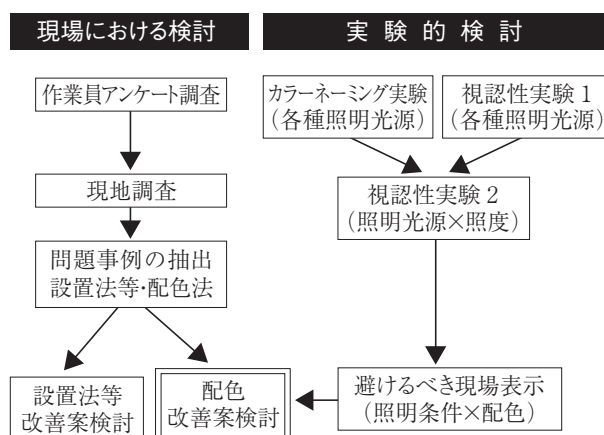 現場における検討
作業員アンケート調査
現地調査
問題事例の抽出
設置法等・配色法
設置法等
改善案検討
配色
改善案検討
実験的検討
カラーネーミング実験
（各種照明光源）
視認性実験１
（各種照明光源）
視認性実験２
（照明光源×照度）
避けるべき現場表示
（照明条件×配色）